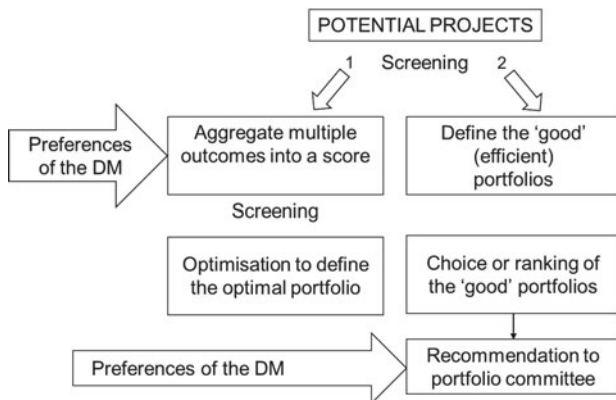 POTENTIAL PROJECTS
1 Screening 2
Preferences
of the DM
Aggregate multiple
outcomes into a score
Define the ‘good’
(efficient)
portfolios
Screening
Optimisation to define
the optimal portfolio
Choice or ranking of
the ‘good’ portfolios
Preferences of the DM
Recommendation to
portfolio committee